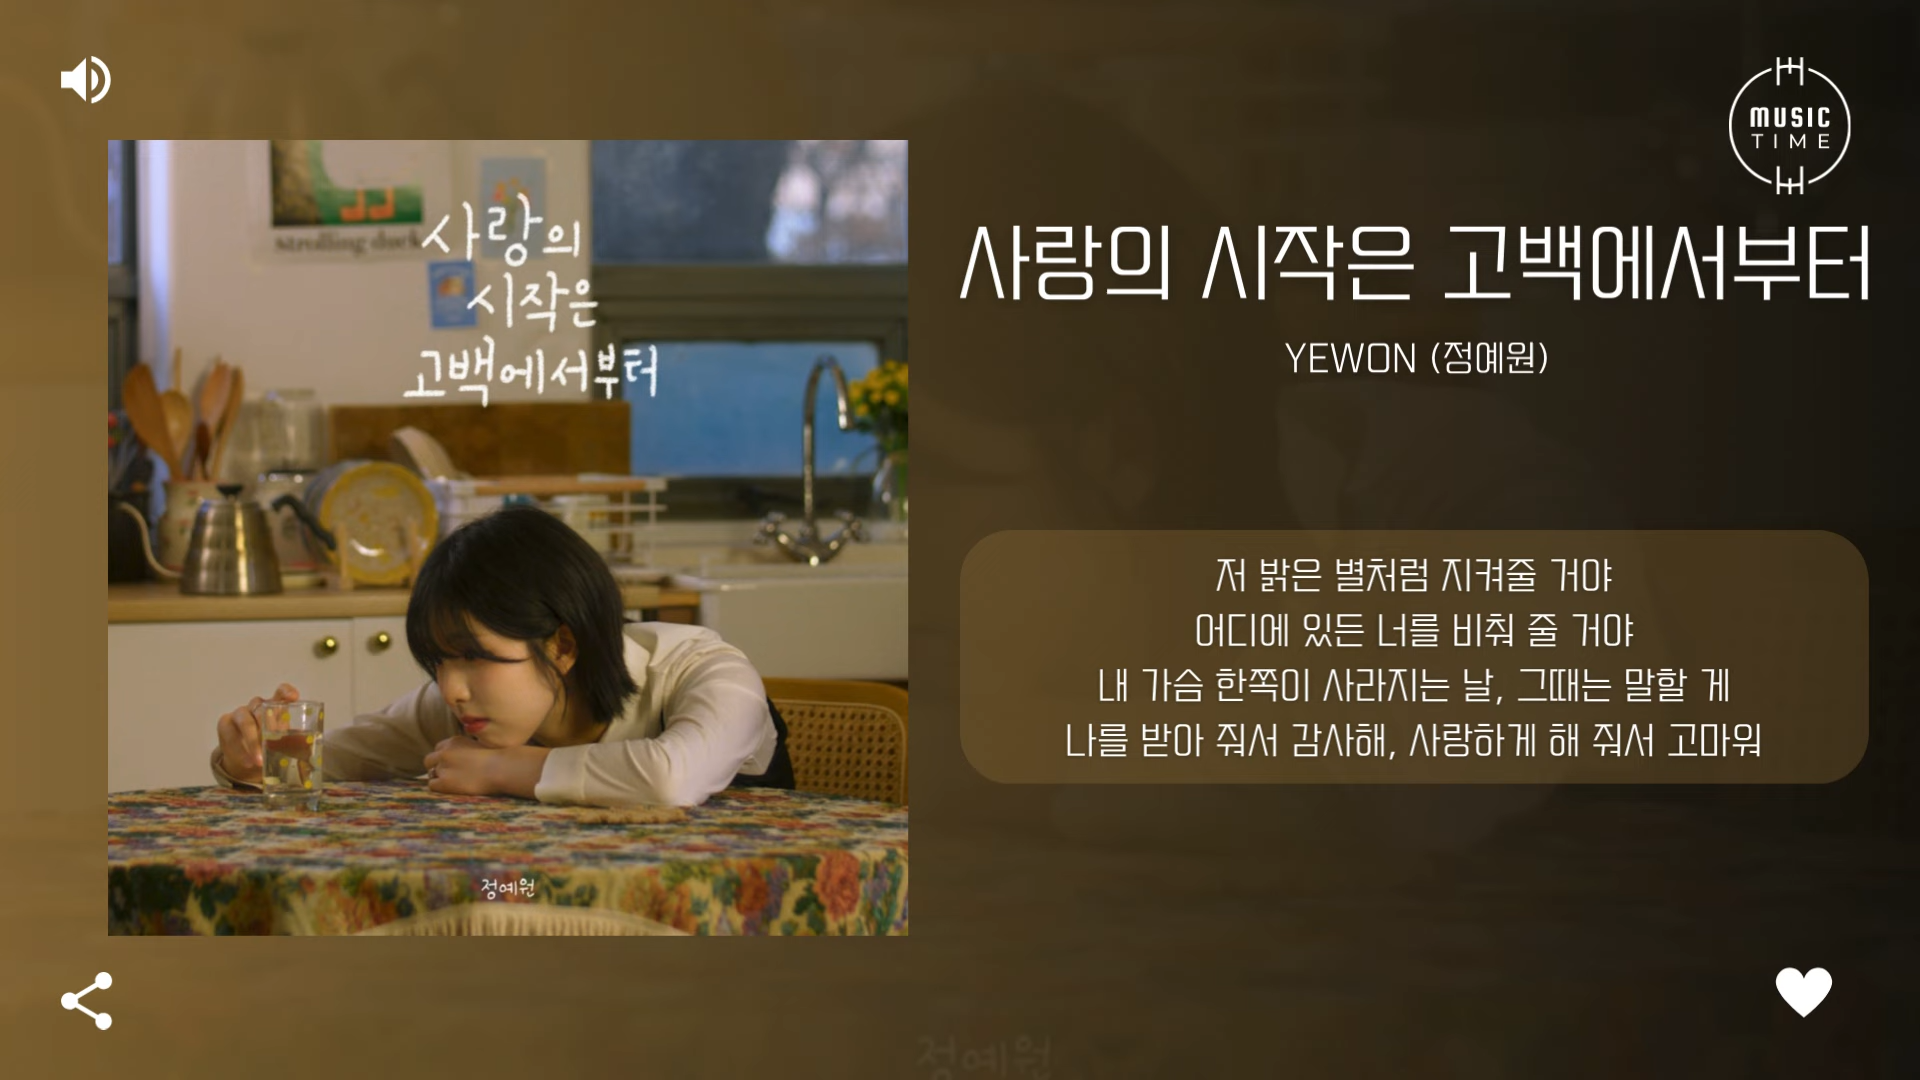 MUSIC
TIME
Strolling duck
사랑의
시작은
고백에서부터
정예원
사랑의 시작은 고백에서부터
YEWON (정예원)
저 밝은 별처럼 지켜줄 거야
어디에 있든 너를 비춰 줄 거야
내 가슴 한쪽이 사라지는 날, 그때는 말할 게
나를 받아 줘서 감사해, 사랑하게 해 줘서 고마워
정예원